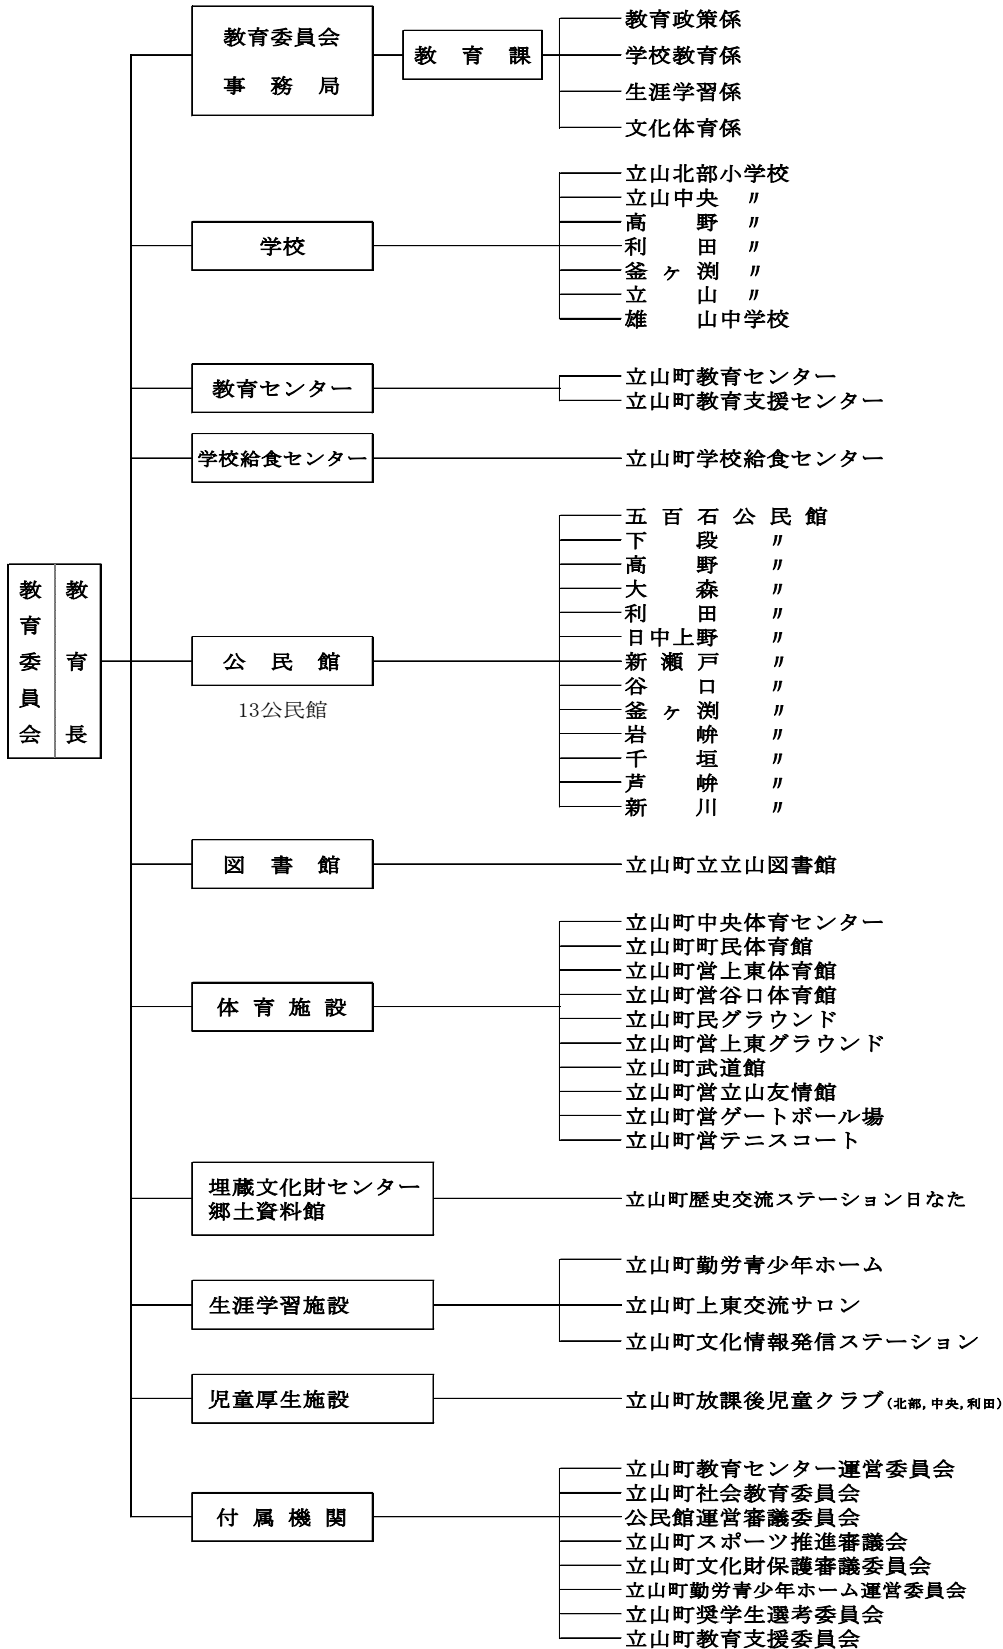 教育委員会
教育長
教育委員会
事務局
教育課
教育政策係
学校教育係
生涯学習係
文化体育係
学校
立山北部小学校
立山中央 〃
高野 〃
利田 〃
釜ヶ渕 〃
立山 〃
雄山中学校
教育センター
立山町教育センター
立山町教育支援センター
学校給食センター
立山町学校給食センター
公民館
13公民館
五百石公民館
下段 〃
高野 〃
大森 〃
利田 〃
日中上野 〃
新瀬戸 〃
谷口 〃
釜ヶ渕 〃
岩峅 〃
千垣 〃
芦峅 〃
新川 〃
図書館
立山町立立山図書館
体育施設
立山町中央体育センター
立山町町民体育館
立山町営上東体育館
立山町営谷口体育館
立山町民グラウンド
立山町営上東グラウンド
立山町武道館
立山町営立山友情館
立山町営ゲートボール場
立山町営テニスコート
埋蔵文化財センター
郷土資料館
立山町歴史交流ステーション日なた
生涯学習施設
立山町勤労青少年ホーム
立山町上東交流サロン
立山町文化情報発信ステーション
児童厚生施設
立山町放課後児童クラブ(北部,中央,利田)
付属機関
立山町教育センター運営委員会
立山町社会教育委員会
公民館運営審議委員会
立山町スポーツ推進審議会
立山町文化財保護審議委員会
立山町勤労青少年ホーム運営委員会
立山町奨学生選考委員会
立山町教育支援委員会